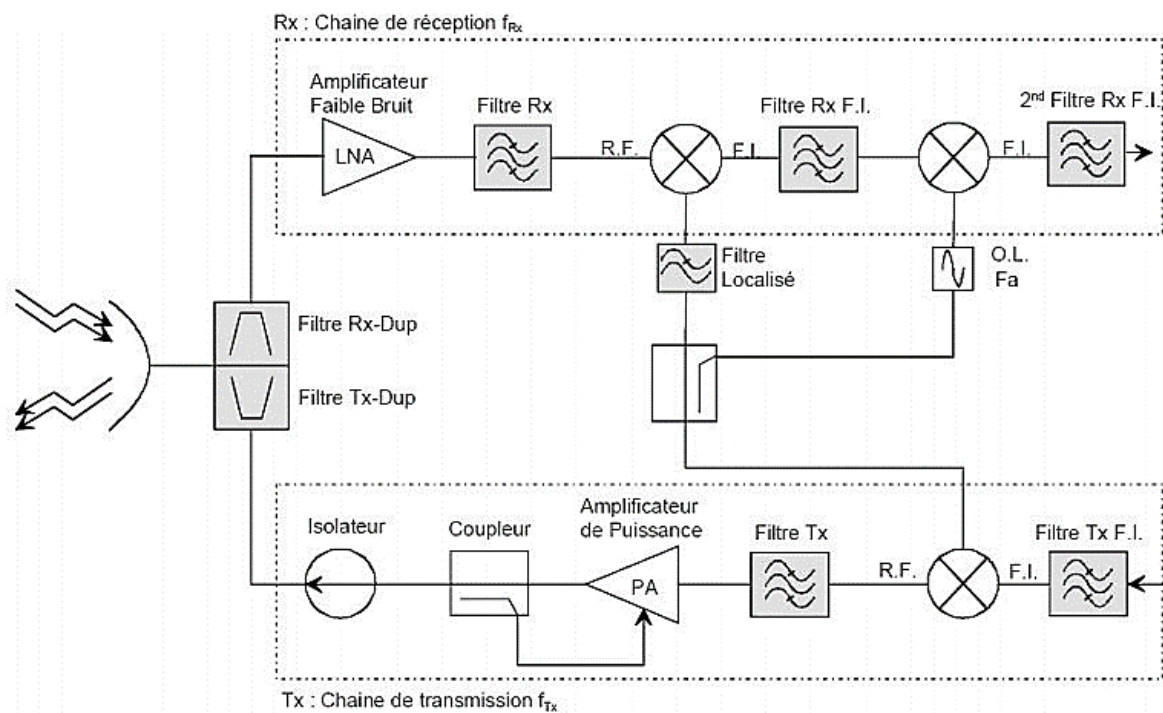 Rx : Chaine de réception fRx
Amplificateur
Faible Bruit
Filtre Rx
Filtre Rx F.I.
2nd Filtre Rx F.I.
LNA
R.F.
F.I.
F.I.
Filtre
Localisé
O.L.
Fa
Filtre Rx-Dup
Filtre Tx-Dup
Isolateur
Coupleur
Amplificateur
de Puissance
Filtre Tx
Filtre Tx F.I.
PA
R.F.
F.I.
Tx : Chaine de transmission fTx